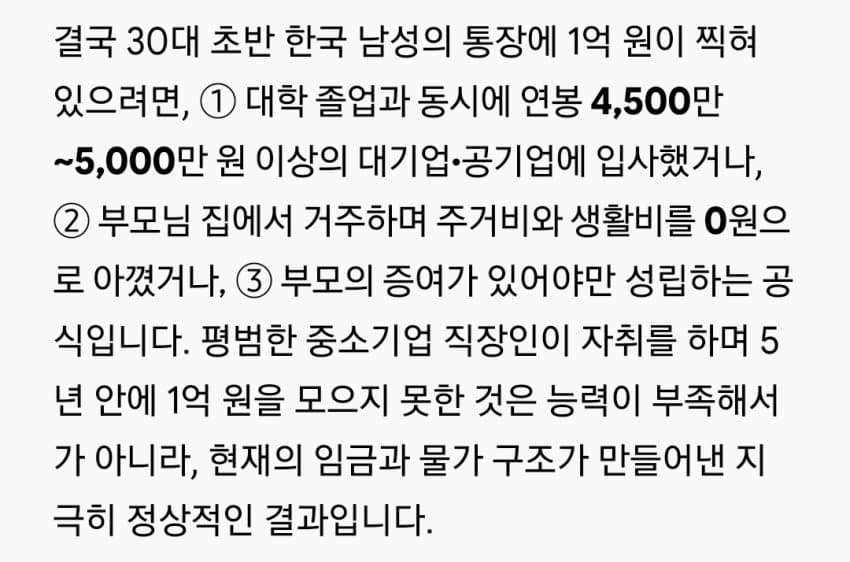 결국 30대 초반 한국 남성의 통장에 1억 원이 찍혀
있으려면, ① 대학 졸업과 동시에 연봉 4,500만
~5,000만 원 이상의 대기업·공기업에 입사했거나,
② 부모님 집에서 거주하며 주거비와 생활비를 0원으
로 아꼈거나, ③ 부모의 증여가 있어야만 성립하는 공
식입니다. 평범한 중소기업 직장인이 자취를 하며 5
년 안에 1억 원을 모으지 못한 것은 능력이 부족해서
가 아니라, 현재의 임금과 물가 구조가 만들어낸 지
극히 정상적인 결과입니다.